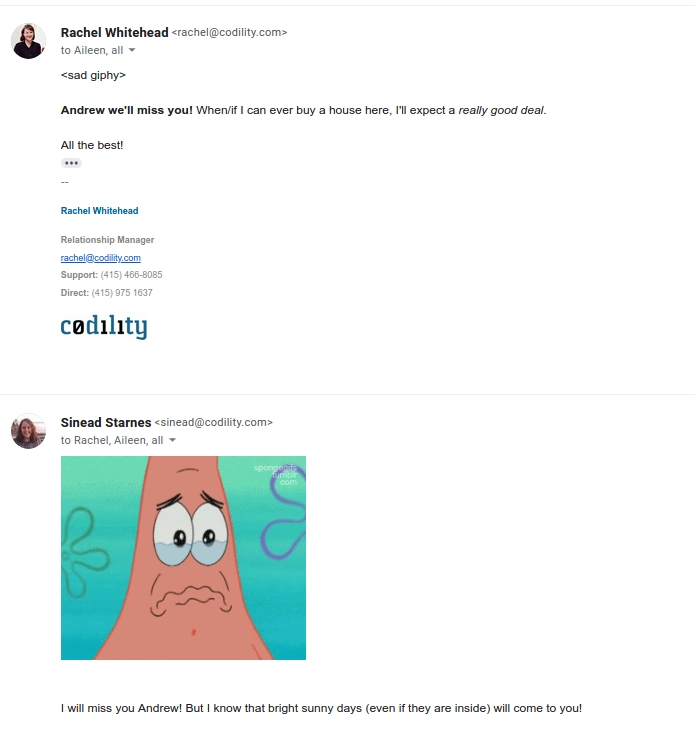 Rachel Whitehead <rachel@codility.com>
to Aileen, all
<sad giphy>
Andrew we'll miss you! When/if I can ever buy a house here, I'll expect a really good deal.
All the best!
--
Rachel Whitehead
Relationship Manager
rachel@codility.com
Support: (415) 466-8085
Direct: (415) 975 1637
codility
Sinead Starnes <sinead@codility.com>
to Rachel, Aileen, all
tumblr
com
I will miss you Andrew! But I know that bright sunny days (even if they are inside) will come to you!